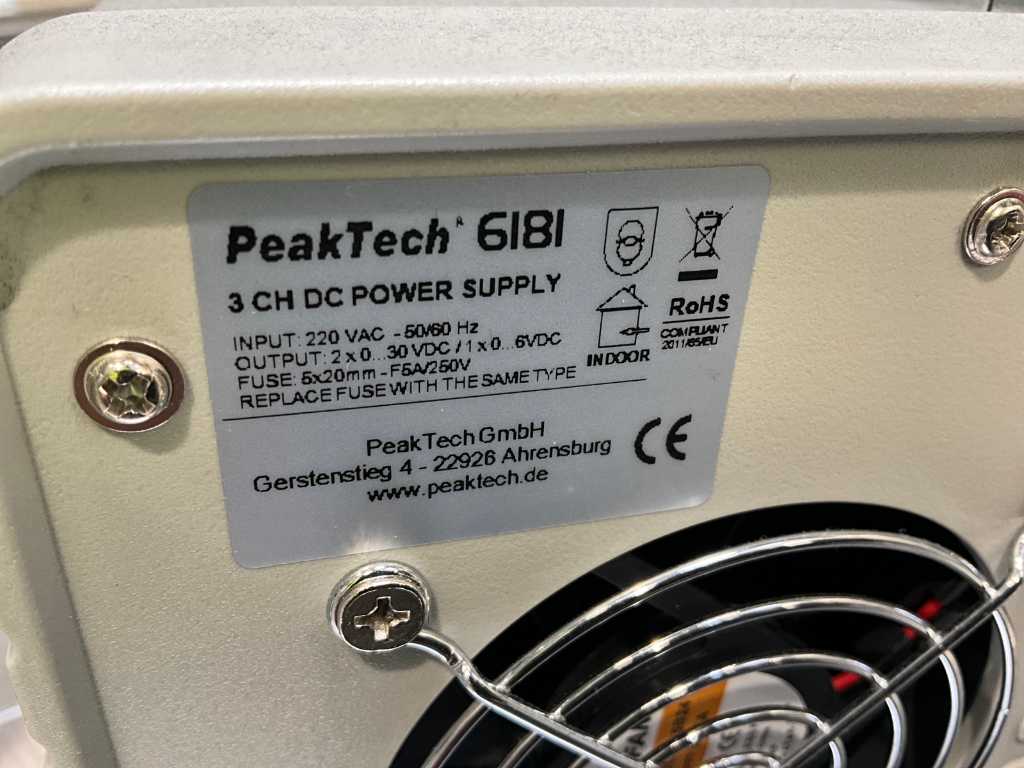 PeakTech® 6181
3 CH DC POWER SUPPLY
INPUT: 220 VAC - 50/60 Hz
OUTPUT: 2 x 0...30 VDC / 1 x 0...6VDC
FUSE: 5x20mm - F5A/250V
REPLACE FUSE WITH THE SAME TYPE
INDOOR
RoHS
COMPLIANT
2011/65/EU
PeakTech GmbH
Gerstenstieg 4 - 22926 Ahrensburg
www.peaktech.de
CE
FAN
CE